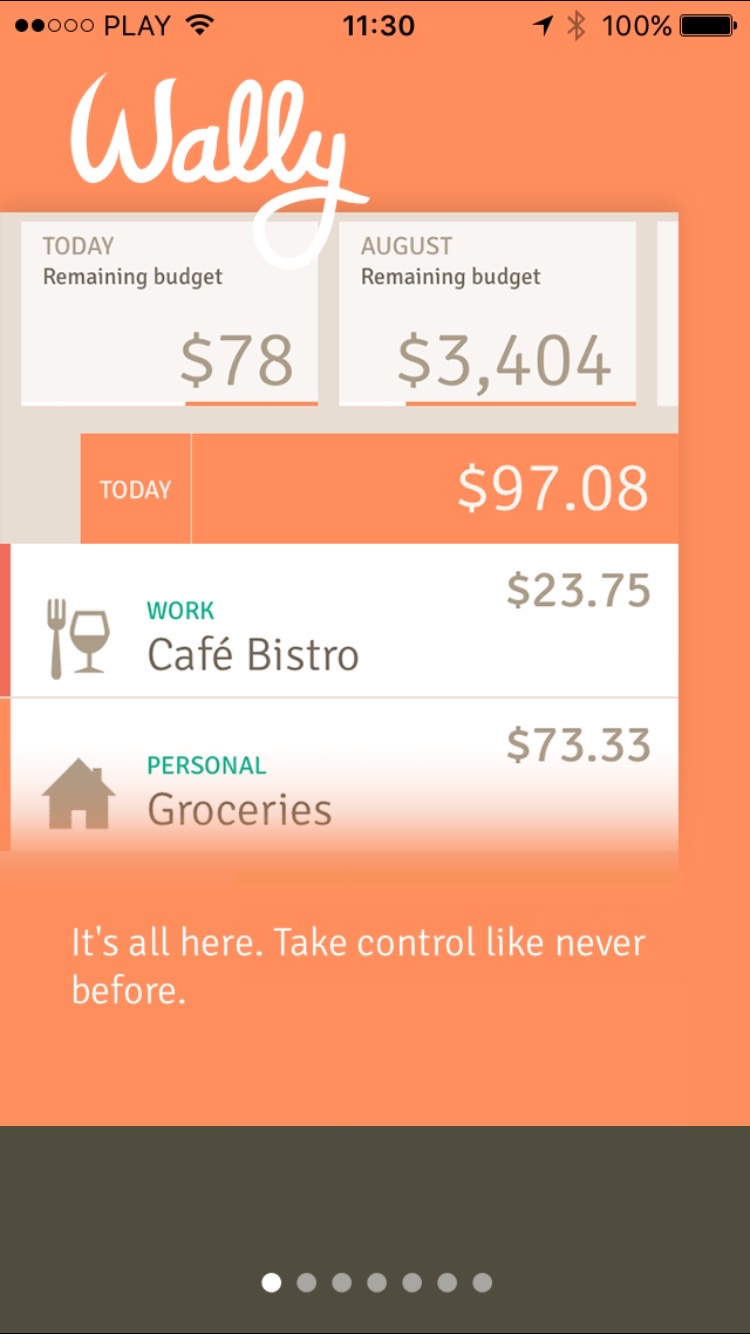 PLAY 11:30 100%
Wally
TODAY AUGUST
Remaining budget Remaining budget
$78 $3,404
TODAY $97.08
$23.75
WORK
Café Bistro
$73.33
PERSONAL
Groceries
It's all here. Take control like never
before.